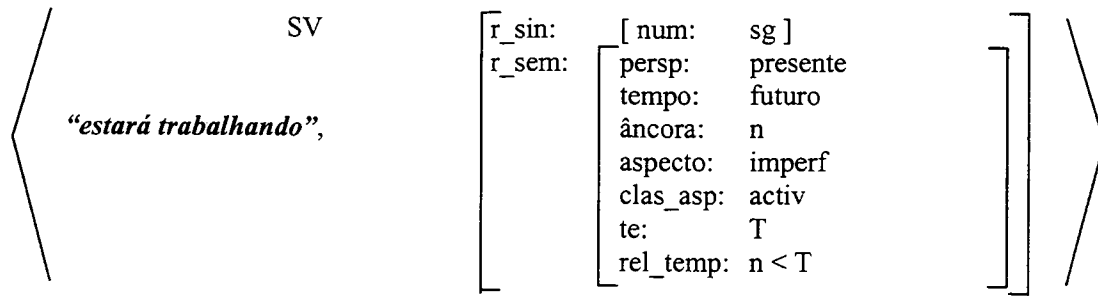 SV r_sin: [ num: sg ]
r_sem: persp: presente
tempo: futuro
“estará trabalhando”, âncora: n
aspecto: imperf
clas_asp: activ
te: T
rel_temp: n < T